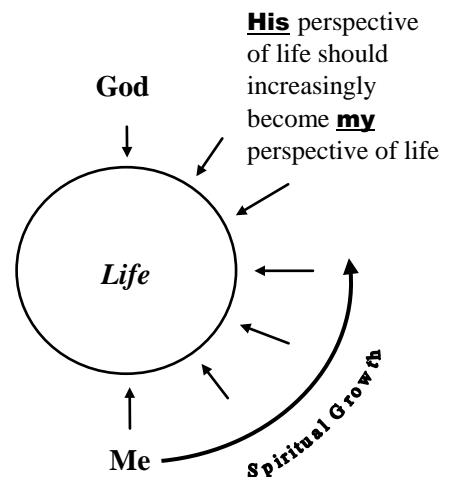 His perspective
of life should
increasingly
become my
perspective of life
God
Life
Me
Spiritual Growth